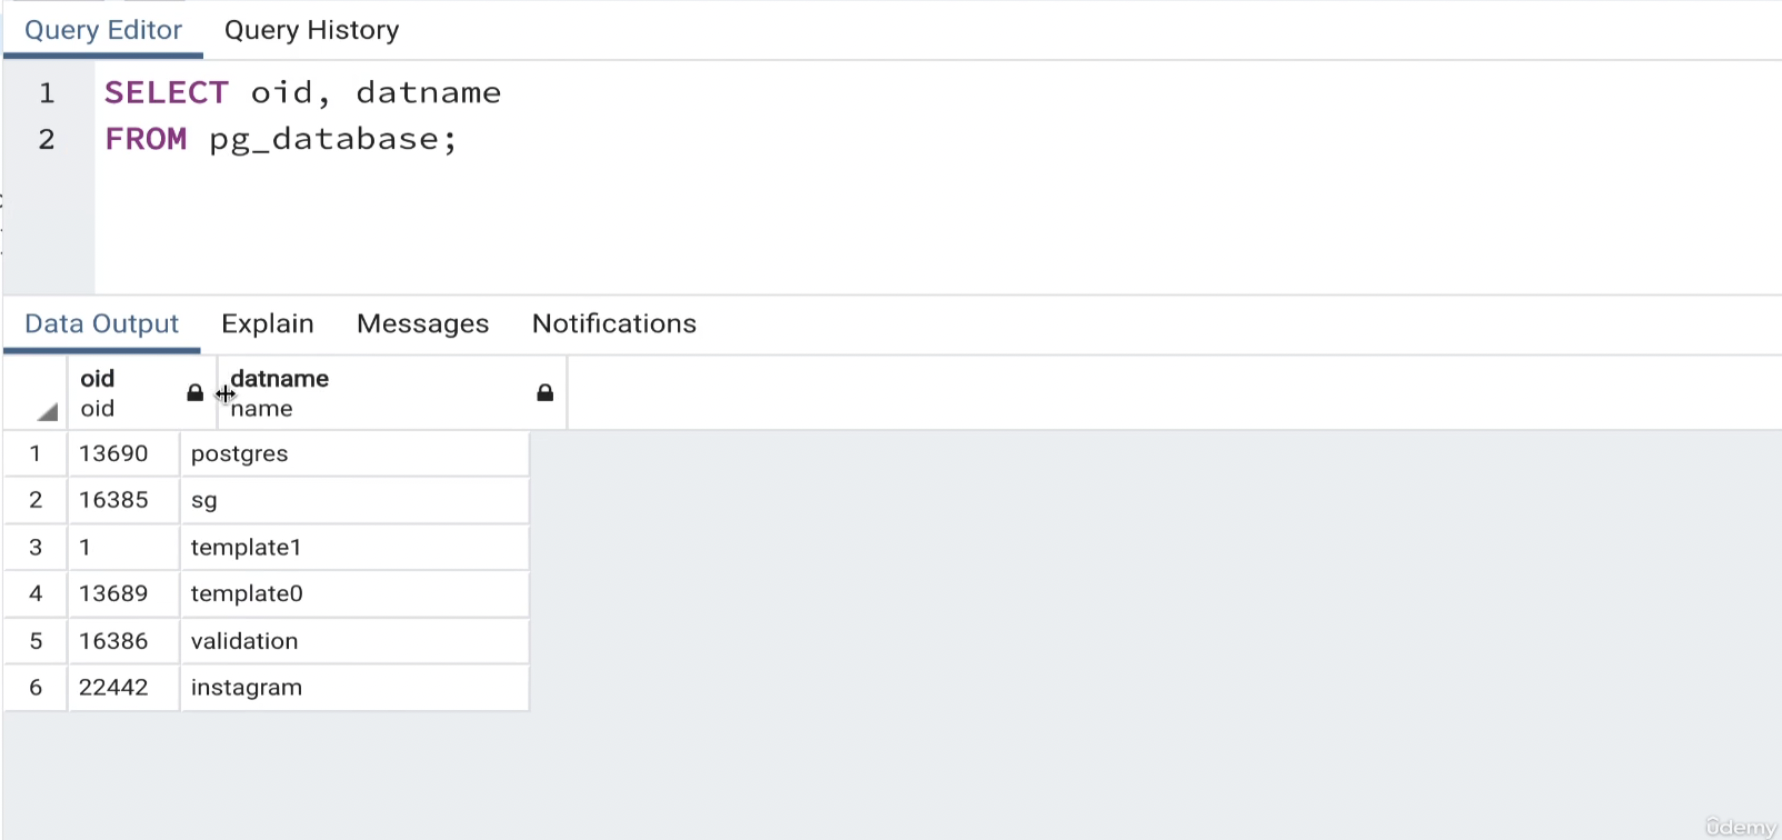 Query Editor Query History
1 SELECT oid, datname
2 FROM pg_database;
Data Output Explain Messages Notifications
oid datname
oid name
1 13690 postgres
2 16385 sg
3 1 template1
4 13689 template0
5 16386 validation
6 22442 instagram
ûdemy